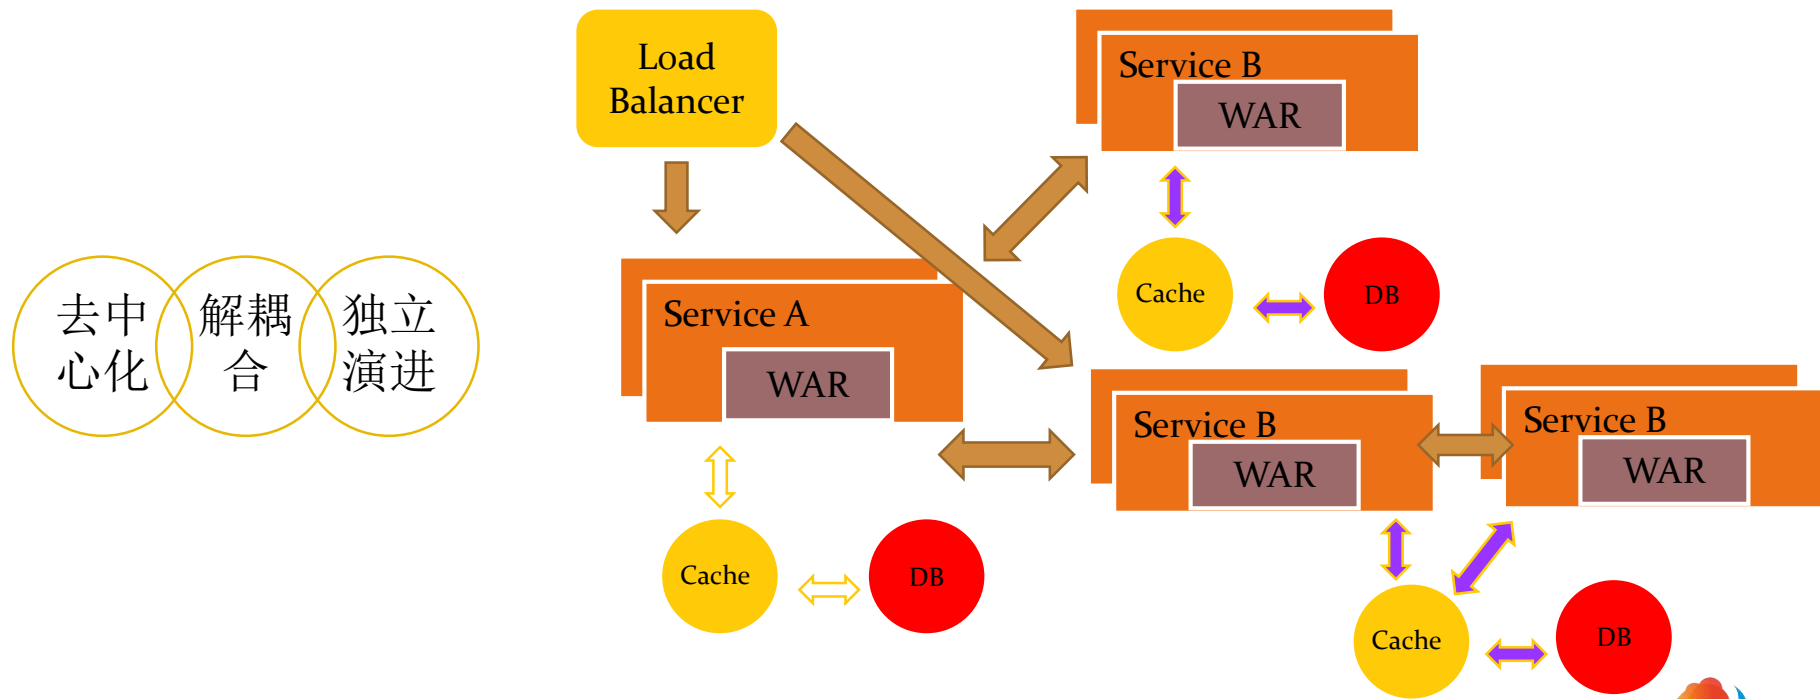 去中
心化
解耦
合
独立
演进
Load
Balancer
Service B
WAR
Cache
DB
Service A
WAR
Cache
DB
Service B
WAR
Service B
WAR
Cache
DB